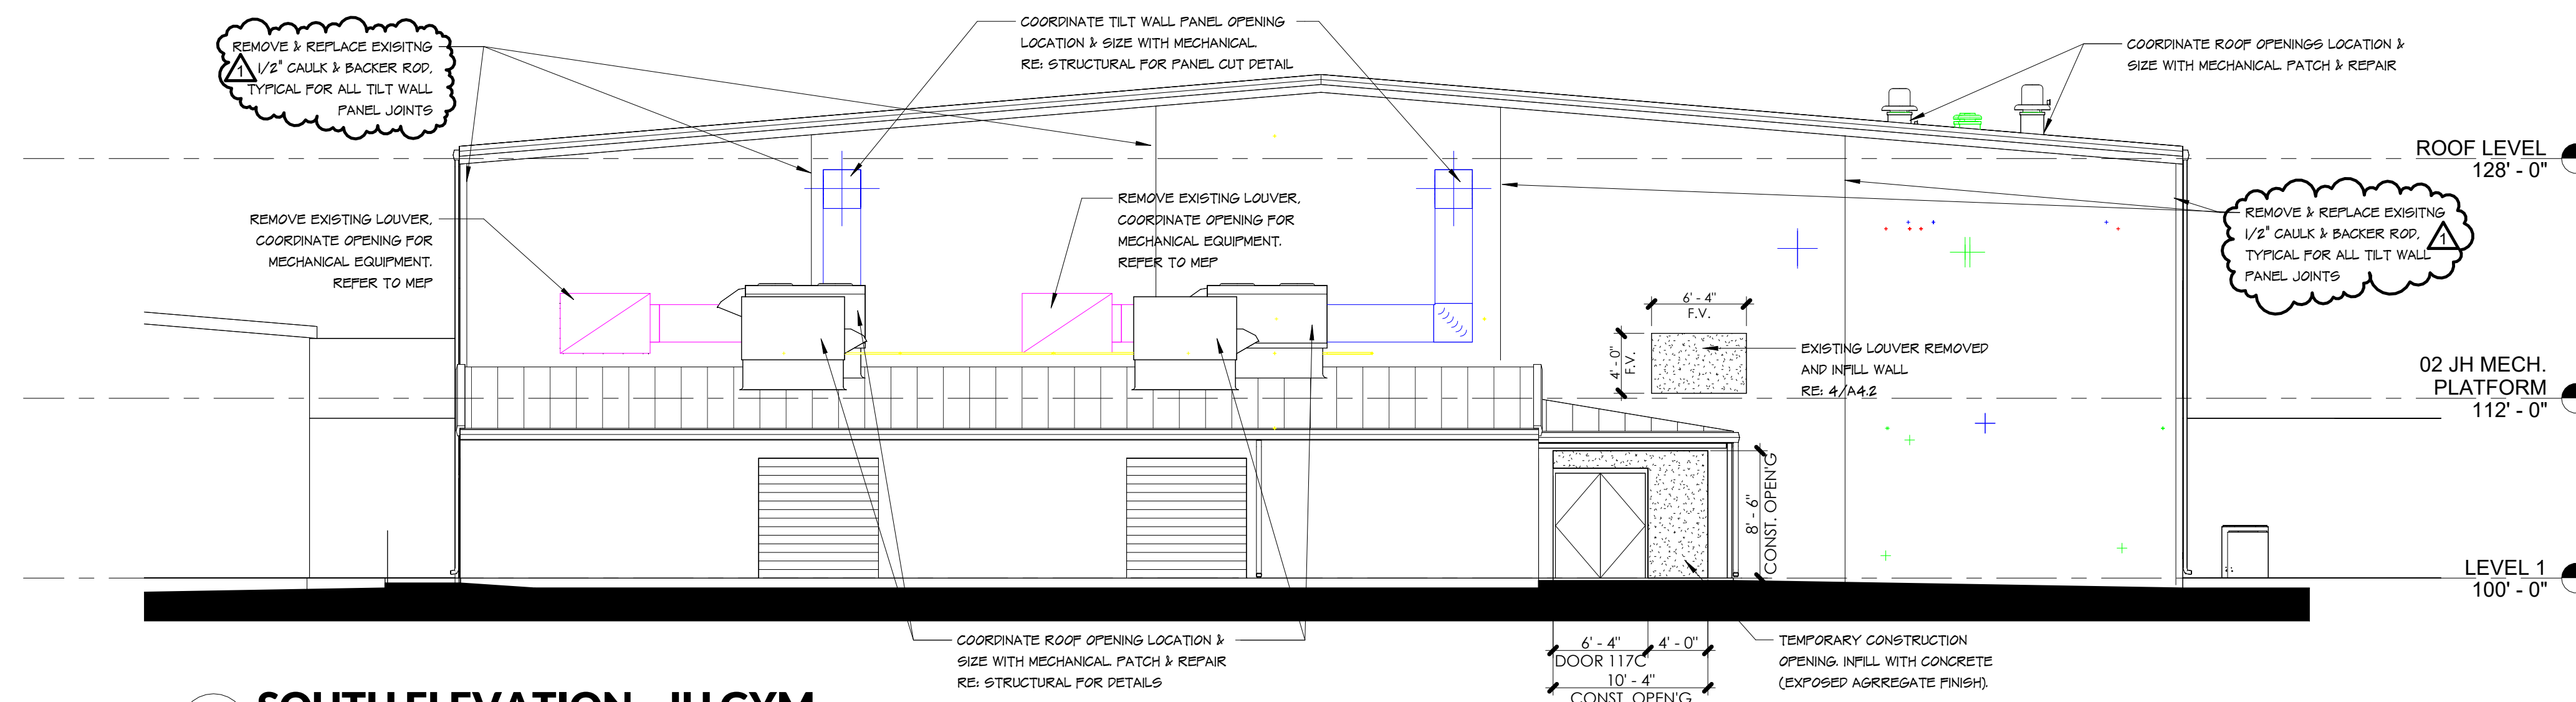 REMOVE & REPLACE EXISITNG
1/2" CAULK & BACKER ROD,
TYPICAL FOR ALL TILT WALL
PANEL JOINTS
1
COORDINATE TILT WALL PANEL OPENING
LOCATION & SIZE WITH MECHANICAL.
RE: STRUCTURAL FOR PANEL CUT DETAIL
COORDINATE ROOF OPENINGS LOCATION &
SIZE WITH MECHANICAL. PATCH & REPAIR
ROOF LEVEL
128' - 0"
REMOVE EXISTING LOUVER,
COORDINATE OPENING FOR
MECHANICAL EQUIPMENT.
REFER TO MEP
REMOVE EXISTING LOUVER,
COORDINATE OPENING FOR
MECHANICAL EQUIPMENT.
REFER TO MEP
REMOVE & REPLACE EXISITNG
1/2" CAULK & BACKER ROD,
TYPICAL FOR ALL TILT WALL
PANEL JOINTS
1
6' - 4"
F.V.
4' - 0"
F.V.
EXISTING LOUVER REMOVED
AND INFILL WALL
RE: 4/A4.2
02 JH MECH.
PLATFORM
112' - 0"
8' - 6"
CONST. OPEN'G
LEVEL 1
100' - 0"
COORDINATE ROOF OPENING LOCATION &
SIZE WITH MECHANICAL. PATCH & REPAIR
RE: STRUCTURAL FOR DETAILS
6' - 4"
DOOR 117C
4' - 0"
10' - 4"
CONST. OPEN'G
TEMPORARY CONSTRUCTION
OPENING. INFILL WITH CONCRETE
(EXPOSED AGRREGATE FINISH).
SOUTH ELEVATION - JH GYM